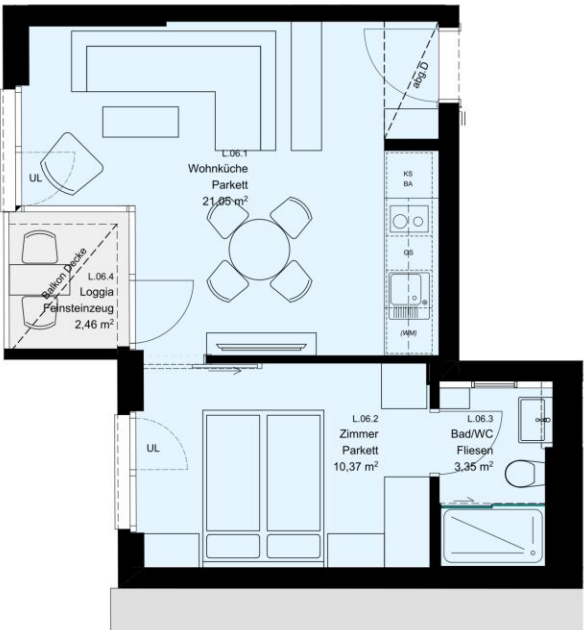 abg.D
L.06.1
Wohnküche
Parkett
21,05 m²
UL
KS
BA
GS
(WM)
Balkon Decke
L.06.4
Loggia
Feinsteinzeug
2,46 m²
L.06.2
Zimmer
Parkett
10,37 m²
UL
L.06.3
Bad/WC
Fliesen
3,35 m²